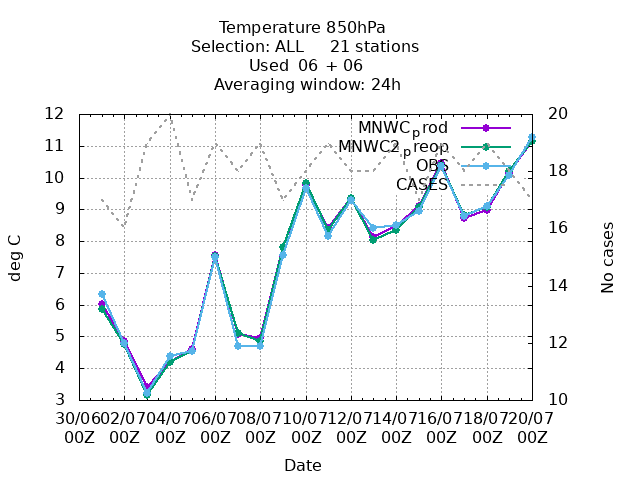 Temperature 850hPa
Selection: ALL 21 stations
Used 06 + 06
Averaging window: 24h
12 20
11
10 18
9
8 16
7
6 14
5
4 12
3 10
deg C
No cases
MNWCprod
MNWC2preop
OBS
CASES
30/06 02/07 04/07 06/07 08/07 10/07 12/07 14/07 16/07 18/07 20/07
00Z 00Z 00Z 00Z 00Z 00Z 00Z 00Z 00Z 00Z 00Z
Date